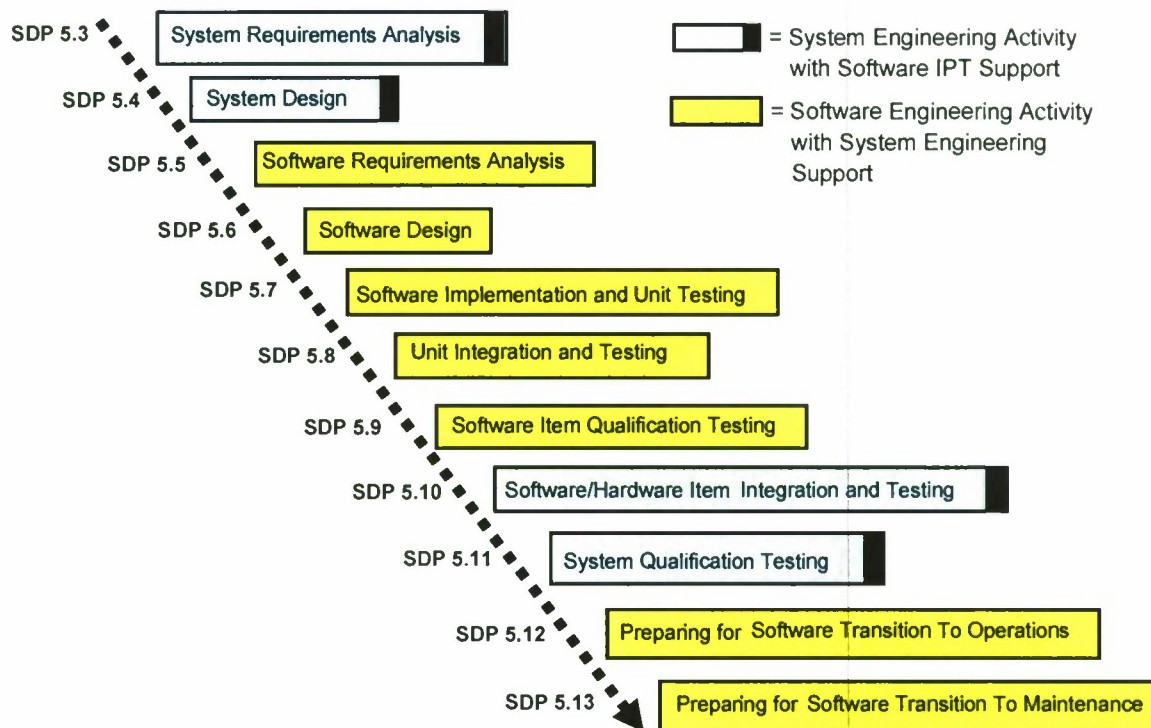 SDP 5.3
System Requirements Analysis
SDP 5.4
System Design
SDP 5.5
Software Requirements Analysis
SDP 5.6
Software Design
SDP 5.7
Software Implementation and Unit Testing
SDP 5.8
Unit Integration and Testing
SDP 5.9
Software Item Qualification Testing
SDP 5.10
Software/Hardware Item Integration and Testing
SDP 5.11
System Qualification Testing
SDP 5.12
Preparing for Software Transition To Operations
SDP 5.13
Preparing for Software Transition To Maintenance
= System Engineering Activity
with Software IPT Support
= Software Engineering Activity
with System Engineering
Support